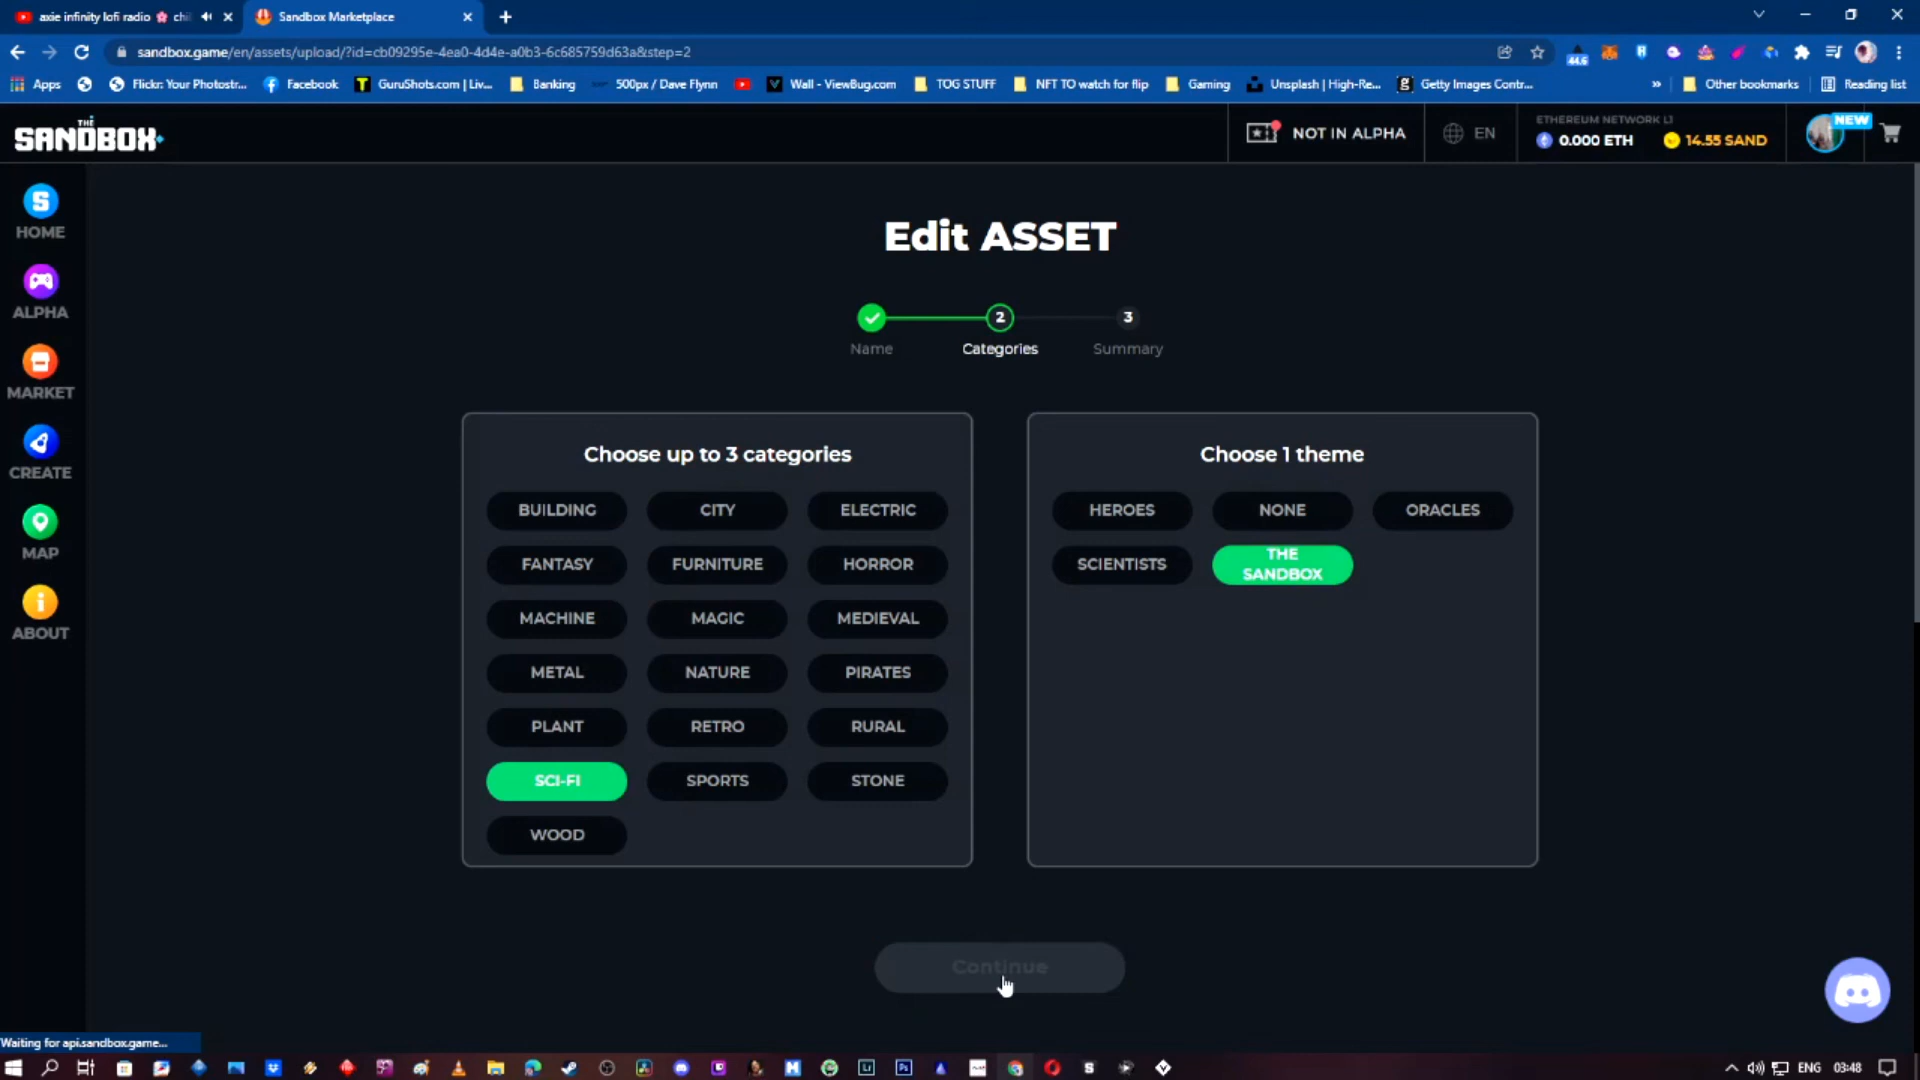 axie infinity lofi radio 🌸 chi
Sandbox Marketplace
sandbox.game/en/assets/upload/?id=cb09295e-4ea0-4d4e-a0b3-6c685759d63a&step=2
44.6
Apps
Flickr: Your Photostr...
Facebook
GuruShots.com | Liv...
Banking
500px / Dave Flynn
Wall - ViewBug.com
TOG STUFF
NFT TO watch for flip
Gaming
Unsplash | High-Re...
Getty Images Contr...
»
Other bookmarks
Reading list
THE
SANDBOX
NOT IN ALPHA
EN
ETHEREUM NETWORK L1
0.000 ETH
14.55 SAND
NEW
HOME
ALPHA
MARKET
CREATE
MAP
ABOUT
Edit ASSET
2
3
Name
Categories
Summary
Choose up to 3 categories
BUILDING
CITY
ELECTRIC
FANTASY
FURNITURE
HORROR
MACHINE
MAGIC
MEDIEVAL
METAL
NATURE
PIRATES
PLANT
RETRO
RURAL
SCI-FI
SPORTS
STONE
WOOD
Choose 1 theme
HEROES
NONE
ORACLES
SCIENTISTS
THE
SANDBOX
Continue
Waiting for api.sandbox.game...
ENG
03:48